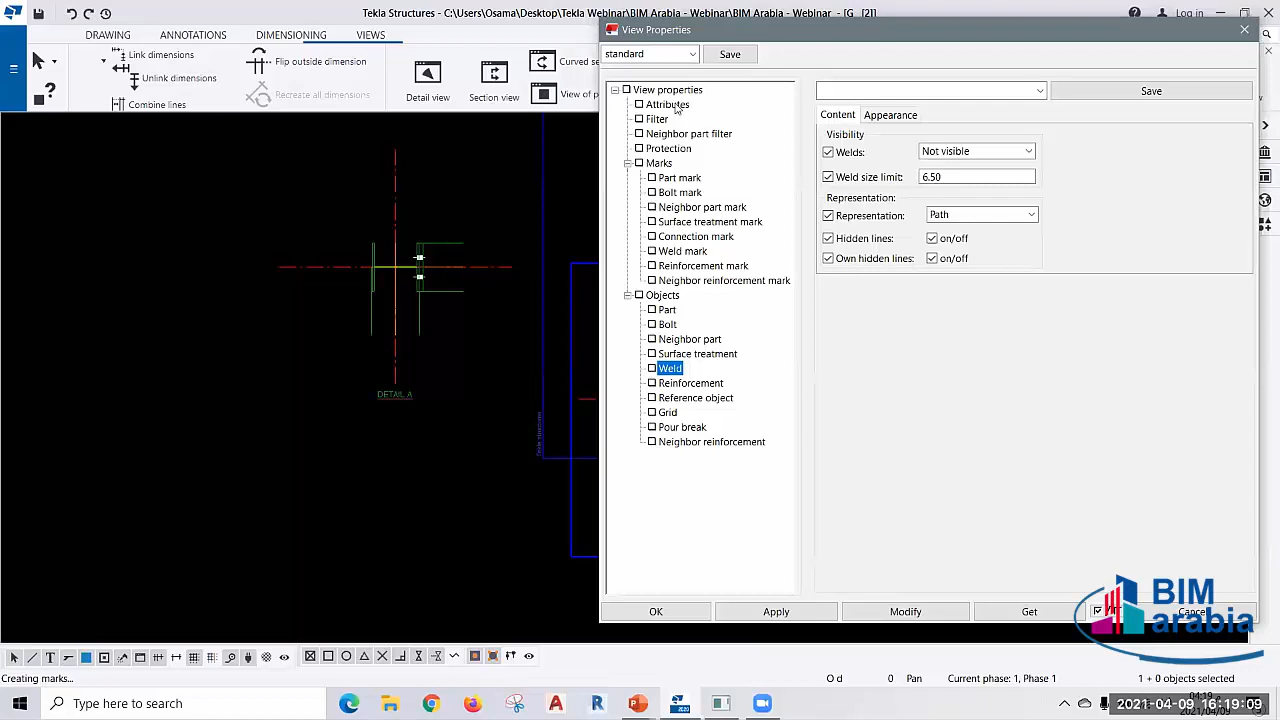 Tekla Structures - C:\Users\Osama\Desktop\Tekla Webinar\BIM Arabia - Webinar\BIM Arabia - Webinar - [G [2]]
Log in
DRAWING
ANNOTATIONS
DIMENSIONING
VIEWS
Link dimensions
Unlink dimensions
Combine lines
Flip outside dimension
Recreate all dimensions
Detail view
Section view
Curved se
View of p
DETAIL A
View Properties
standard
Save
View properties
Attributes
Filter
Neighbor part filter
Protection
Marks
Part mark
Bolt mark
Neighbor part mark
Surface treatment mark
Connection mark
Weld mark
Reinforcement mark
Neighbor reinforcement mark
Objects
Part
Bolt
Neighbor part
Surface treatment
Weld
Reinforcement
Reference object
Grid
Pour break
Neighbor reinforcement
Save
Content
Appearance
Visibility
Welds:
Not visible
Weld size limit:
6.50
Representation:
Representation:
Path
Hidden lines:
on/off
Own hidden lines:
on/off
OK
Apply
Modify
Get
Cancel
BIM
arabia
Creating marks...
O d
0
Pan
Current phase: 1, Phase 1
1 + 0 objects selected
Type here to search
2021-04-09 16:19:09